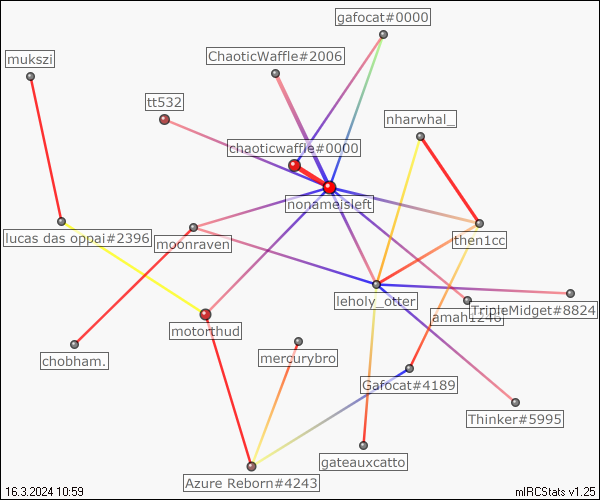 gafocat#0000
mukszi
ChaoticWaffle#2006
tt532
nharwhal_
chaoticwaffle#0000
nonameisleft
lucas das oppai#2396
moonraven
then1cc
leholy_otter
amah1246
TripleMidget#8824
motorthud
chobham.
mercurybro
Gafocat#4189
Thinker#5995
gateauxcatto
Azure Reborn#4243
16.3.2024 10:59
mIRCStats v1.25